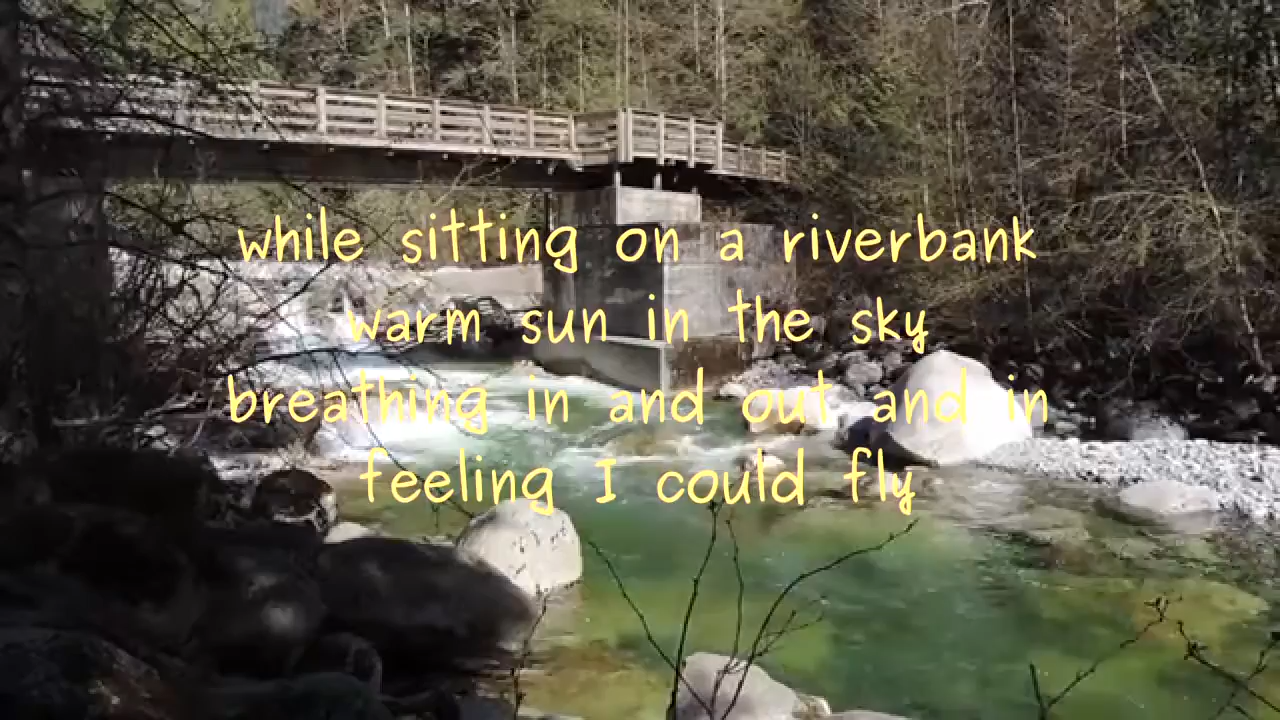 while sitting on a riverbank
warm sun in the sky
breathing in and out and in
feeling I could fly